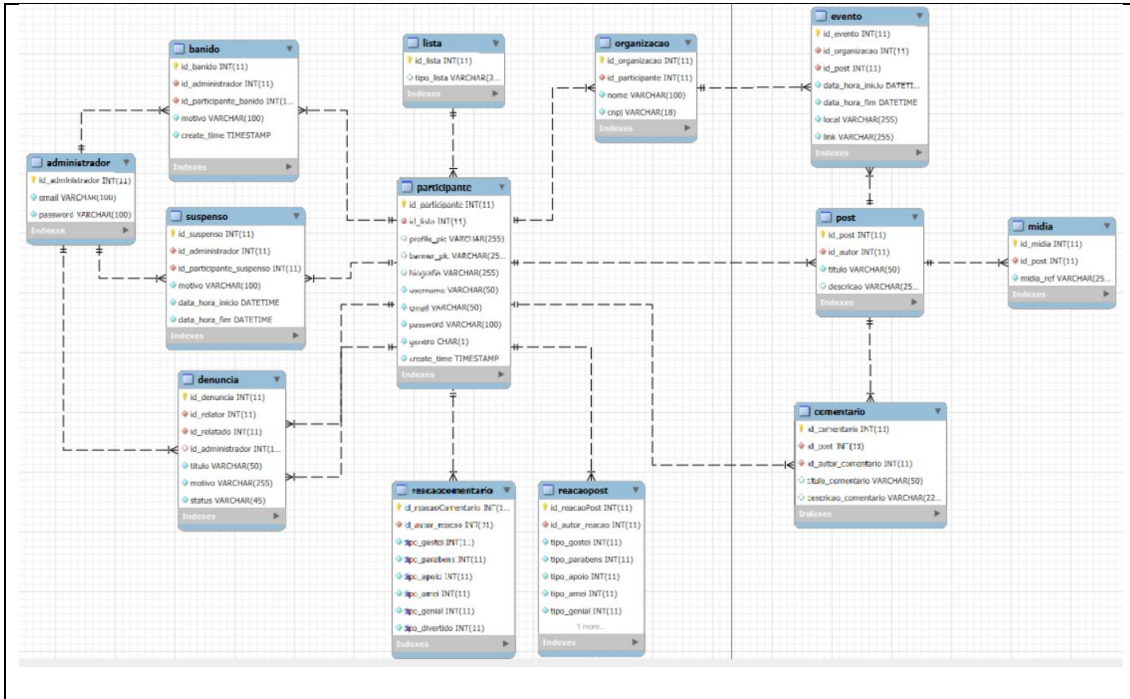 banido
id_banido INT(11)
id_administrador INT(11)
id_participante_banido INT(1...
motivo VARCHAR(100)
create_time TIMESTAMP
Indexes
lista
id_lista INT(11)
tipo_lista VARCHAR(2...
Indexes
organizacao
id_organizacao INT(11)
id_participante INT(11)
nome VARCHAR(100)
cnpj VARCHAR(18)
Indexes
evento
id_evento INT(11)
id_organizacao INT(11)
id_post INT(11)
data_hora_inicio DATETI...
data_hora_fim DATETIME
local VARCHAR(255)
link VARCHAR(255)
Indexes
administrador
id_administrador INT(11)
email VARCHAR(100)
password VARCHAR(100)
Indexes
suspenso
id_suspenso INT(11)
id_administrador INT(11)
id_participante_suspenso INT(11)
motivo VARCHAR(100)
data_hora_inicio DATETIME
data_hora_fim DATETIME
Indexes
participante
id_participante INT(11)
id_lista INT(11)
profile_pic VARCHAR(255)
VARCHAR(25...
biografia VARCHAR(255)
username VARCHAR(50)
email VARCHAR(50)
password VARCHAR(100)
genero CHAR(1)
create_time TIMESTAMP
Indexes
post
id_post INT(11)
id_autor INT(11)
titulo VARCHAR(50)
descricao VARCHAR(25...
Indexes
midia
id_midia INT(11)
id_post INT(11)
midia_ref VARCHAR(25...
Indexes
denuncia
id_denuncia INT(11)
id_relator INT(11)
id_relatado INT(11)
id_administrador INT(1...
titulo VARCHAR(50)
motivo VARCHAR(255)
status VARCHAR(45)
Indexes
comentario
id_comentario INT(11)
id_post INT(11)
id_autor_comentario INT(11)
titulo_comentario VARCHAR(50)
descricao_comentario VARCHAR(22...
Indexes
reacaocomentario
id_reacaoComentario INT(1...
id_autor_reacao INT(11)
tipo_gostei INT(11)
tipo_parabens INT(11)
tipo_apoio INT(11)
tipo_amei INT(11)
tipo_genial INT(11)
tipo_divertido INT(11)
Indexes
reacaopost
id_reacaoPost INT(11)
id_autor_reacao INT(11)
tipo_gostei INT(11)
tipo_parabens INT(11)
tipo_apoio INT(11)
tipo_amei INT(11)
tipo_genial INT(11)
1 more...
Indexes